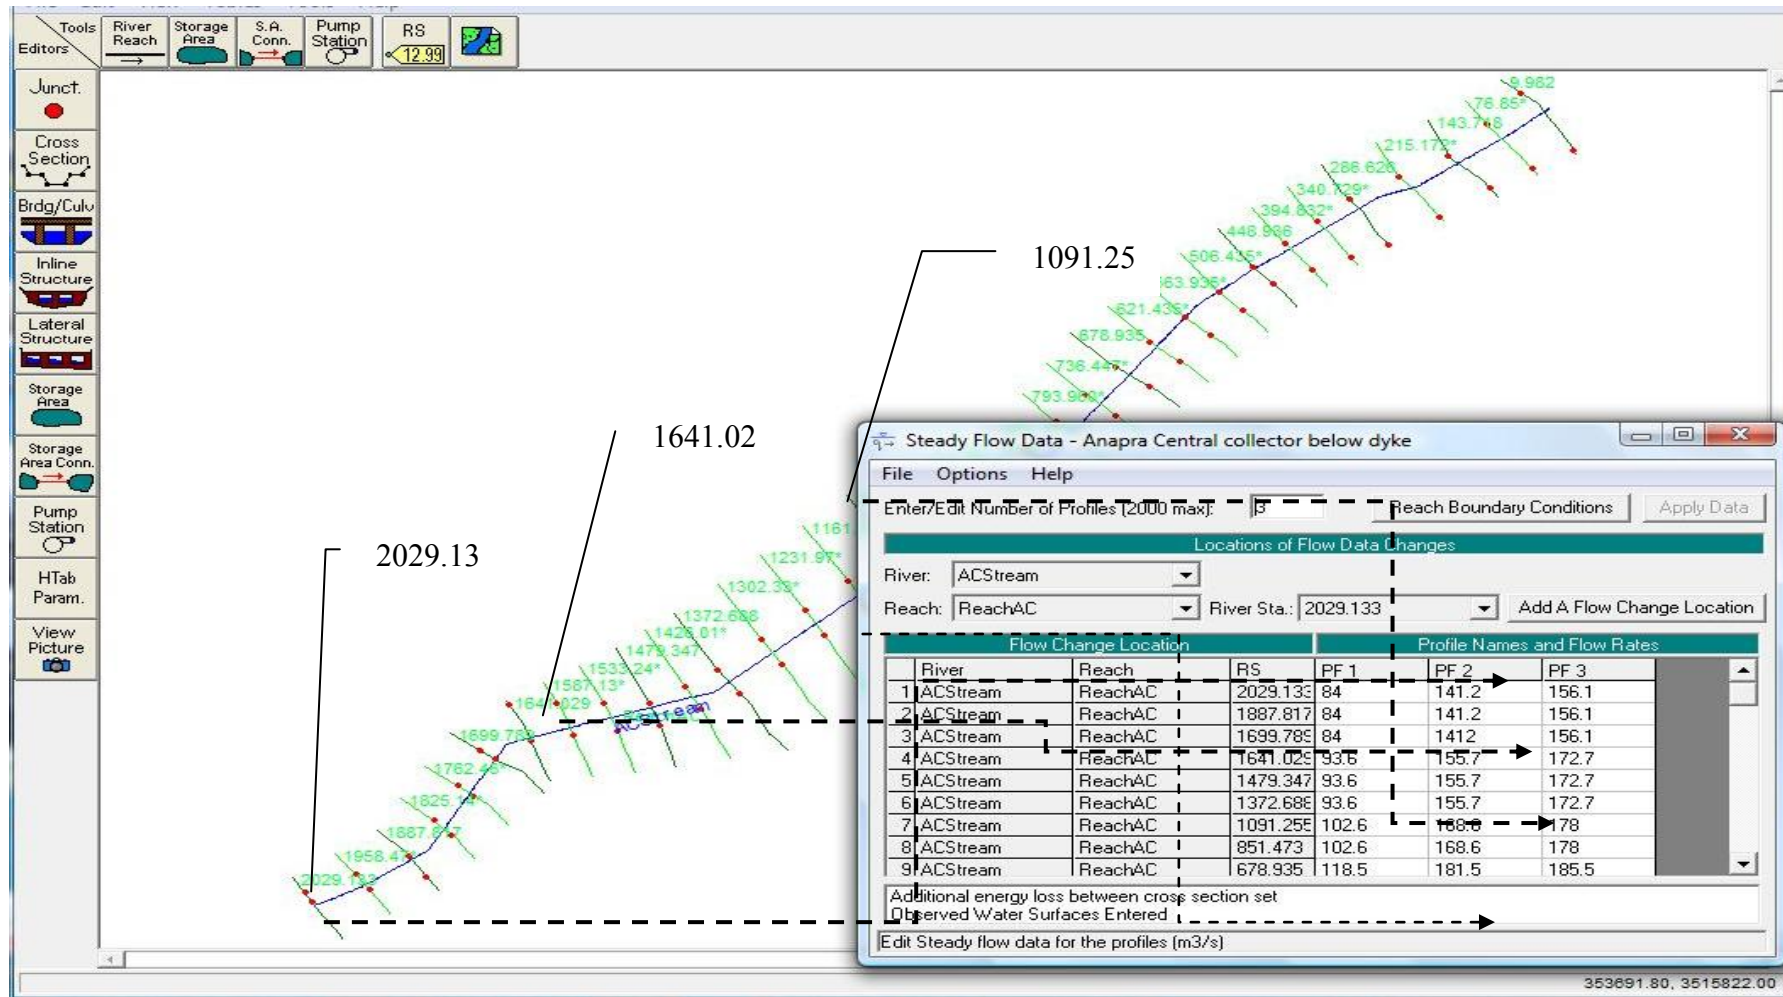 Tools
Editors
River Reach
Storage Area
S.A. Conn.
Pump Station
RS
12.99
Junct.
Cross Section
Brdg/Culv
Inline Structure
Lateral Structure
Storage Area
Storage Area Conn.
Pump Station
HTab Param.
View Picture
9.982
76.85*
143.718
215.172*
286.626
340.729*
394.832*
448.936
506.435*
563.935*
621.435*
678.935
736.447*
793.960*
1091.25
1641.02
2029.13
1161
1231.97*
1302.33*
1372.688
1426.01*
1479.347
1533.24*
1587.13*
1641.029
1699.789
1762.46*
1825.14*
1887.817
1958.47*
2029.133
ACStream
Steady Flow Data - Anapra Central collector below dyke
File Options Help
Enter/Edit Number of Profiles (2000 max): 3 Reach Boundary Conditions Apply Data
Locations of Flow Data Changes
River: ACStream
Reach: ReachAC River Sta.: 2029.133 Add A Flow Change Location
Flow Change Location Profile Names and Flow Rates
River Reach RS PF 1 PF 2 PF 3
1 ACStream ReachAC 2029.133 84 141.2 156.1
2 ACStream ReachAC 1887.817 84 141.2 156.1
3 ACStream ReachAC 1699.789 84 1412 156.1
4 ACStream ReachAC 1641.029 93.6 155.7 172.7
5 ACStream ReachAC 1479.347 93.6 155.7 172.7
6 ACStream ReachAC 1372.688 93.6 155.7 172.7
7 ACStream ReachAC 1091.255 102.6 168.6 178
8 ACStream ReachAC 851.473 102.6 168.6 178
9 ACStream ReachAC 678.935 118.5 181.5 185.5
Additional energy loss between cross section set
Observed Water Surfaces Entered
Edit Steady flow data for the profiles (m3/s)
353691.80, 3515822.00